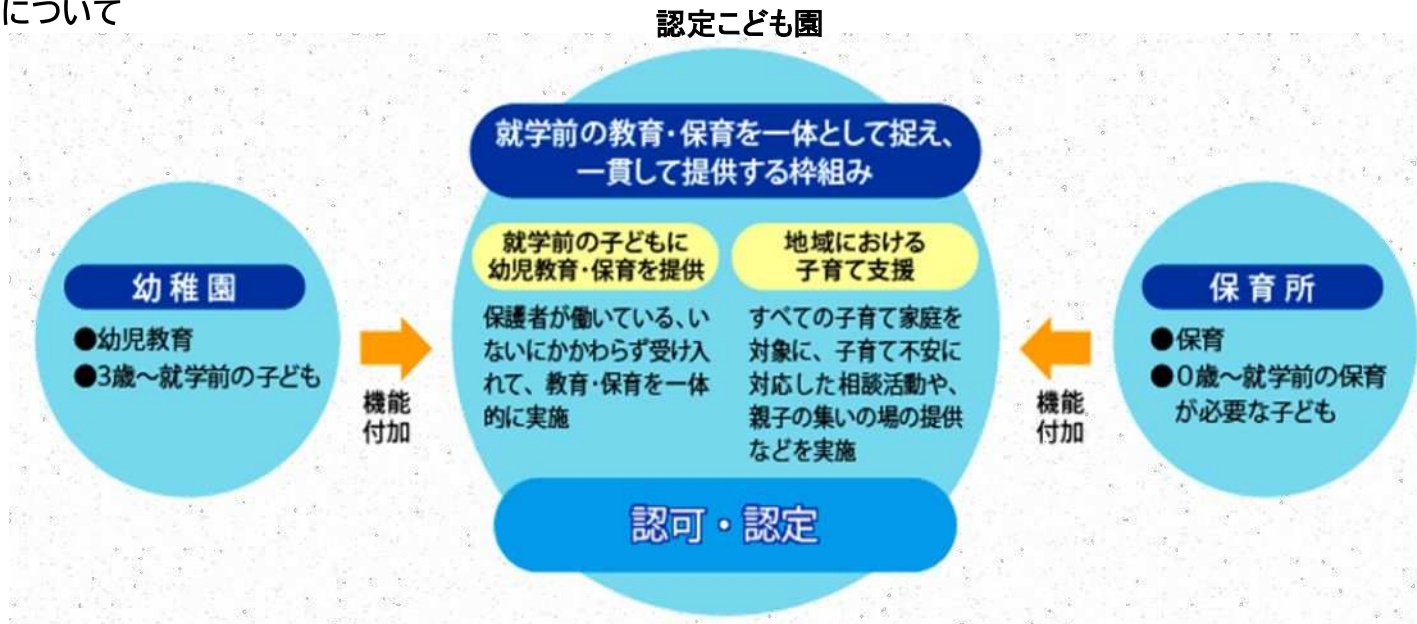 について
認定こども園
就学前の教育・保育を一体として捉え、
一貫して提供する枠組み
幼稚園
●幼児教育
●3歳～就学前の子ども
機能
付加
就学前の子どもに
幼児教育・保育を提供
保護者が働いている、い
ないにかかわらず受け入
れて、教育・保育を一体
的に実施
地域における
子育て支援
すべての子育て家庭を
対象に、子育て不安に
対応した相談活動や、
親子の集いの場の提供
などを実施
認可・認定
機能
付加
保育所
●保育
●0歳～就学前の保育
が必要な子ども